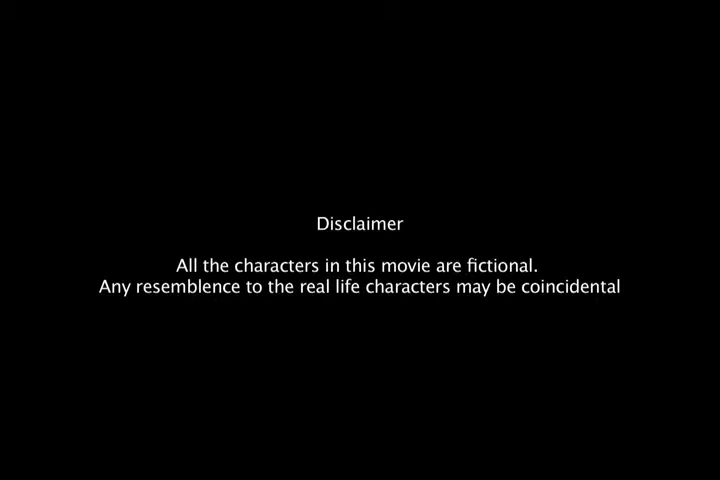 Disclaimer
All the characters in this movie are fictional.
Any resemblence to the real life characters may be coincidental